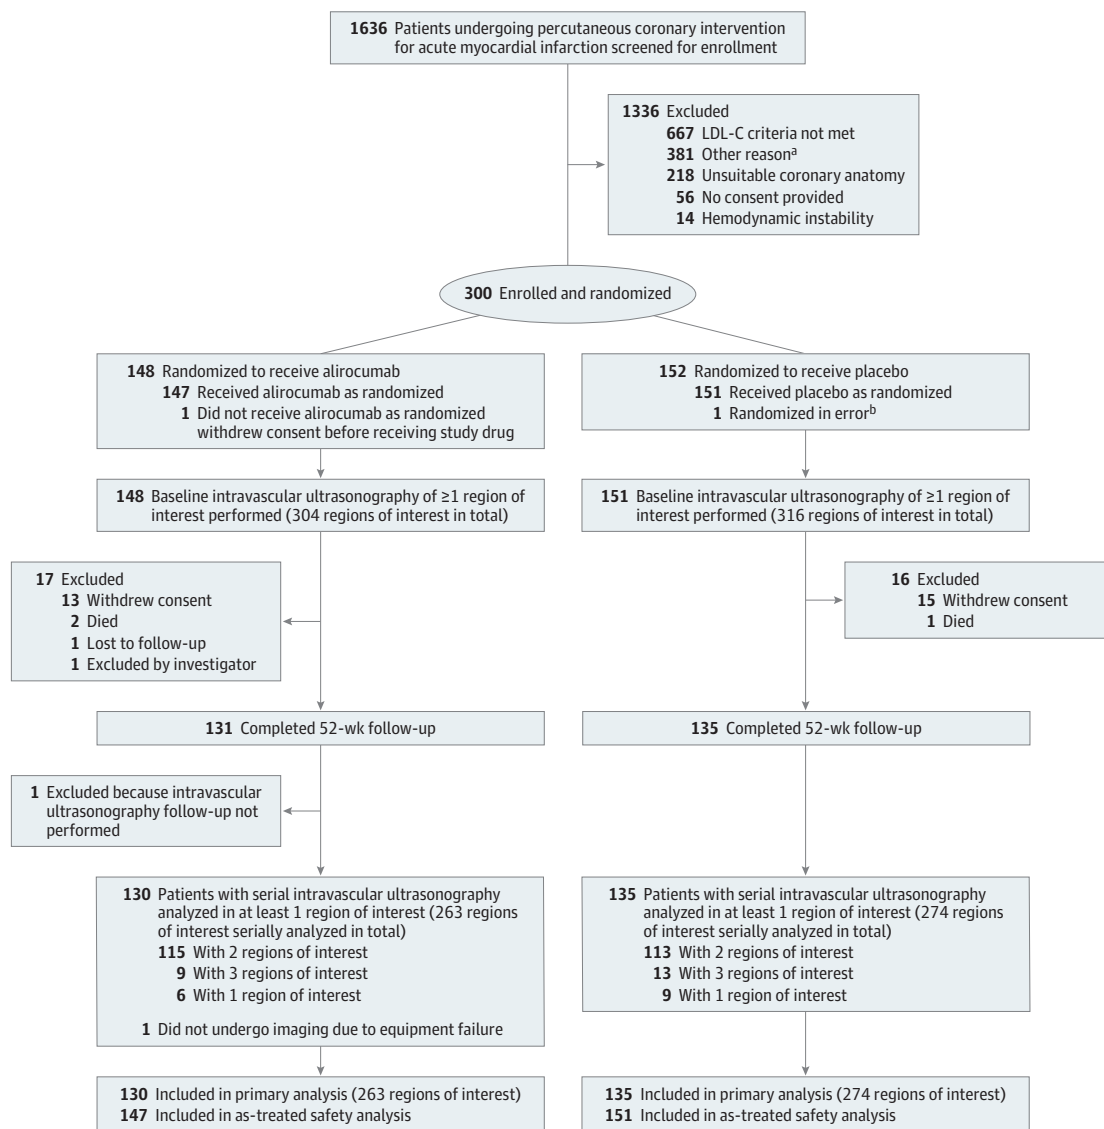 1636 Patients undergoing percutaneous coronary intervention
for acute myocardial infarction screened for enrollment
1336 Excluded
667 LDL-C criteria not met
381 Other reasonᵃ
218 Unsuitable coronary anatomy
56 No consent provided
14 Hemodynamic instability
300 Enrolled and randomized
148 Randomized to receive alirocumab
147 Received alirocumab as randomized
1 Did not receive alirocumab as randomized
withdrew consent before receiving study drug
152 Randomized to receive placebo
151 Received placebo as randomized
1 Randomized in errorᵇ
148 Baseline intravascular ultrasonography of ≥1 region of
interest performed (304 regions of interest in total)
151 Baseline intravascular ultrasonography of ≥1 region of
interest performed (316 regions of interest in total)
17 Excluded
13 Withdrew consent
2 Died
1 Lost to follow-up
1 Excluded by investigator
16 Excluded
15 Withdrew consent
1 Died
131 Completed 52-wk follow-up
135 Completed 52-wk follow-up
1 Excluded because intravascular
ultrasonography follow-up not
performed
130 Patients with serial intravascular ultrasonography
analyzed in at least 1 region of interest (263 regions
of interest serially analyzed in total)
115 With 2 regions of interest
9 With 3 regions of interest
6 With 1 region of interest
1 Did not undergo imaging due to equipment failure
135 Patients with serial intravascular ultrasonography
analyzed in at least 1 region of interest (274 regions
of interest serially analyzed in total)
113 With 2 regions of interest
13 With 3 regions of interest
9 With 1 region of interest
130 Included in primary analysis (263 regions of interest)
147 Included in as-treated safety analysis
135 Included in primary analysis (274 regions of interest)
151 Included in as-treated safety analysis